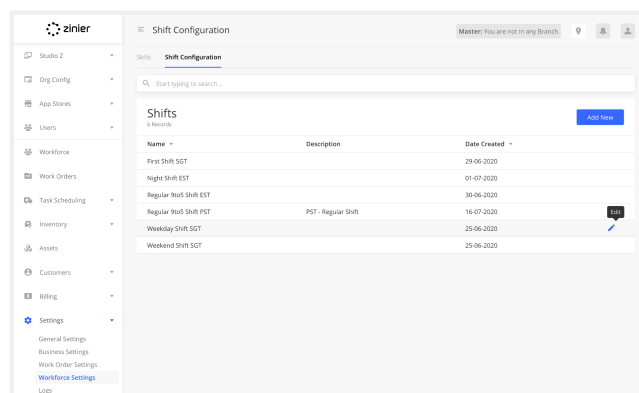 zinier
Shift Configuration
Master: You are not in any Branch
Studio Z
Org Config
App Stores
Users
Workforce
Work Orders
Task Scheduling
Inventory
Assets
Customers
Billing
Settings
General Settings
Business Settings
Work Order Settings
Workforce Settings
Logs
Skills Shift Configuration
Start typing to search...
Shifts
6 Records
Add New
Name Description Date Created
First Shift SGT 29-06-2020
Night Shift EST 01-07-2020
Regular 9to5 Shift EST 30-06-2020
Regular 9to5 Shift PST PST - Regular Shift 16-07-2020
Edit
Weekday Shift SGT 25-06-2020
Weekend Shift SGT 25-06-2020